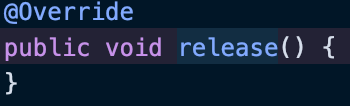 @Override
public void release() {
}